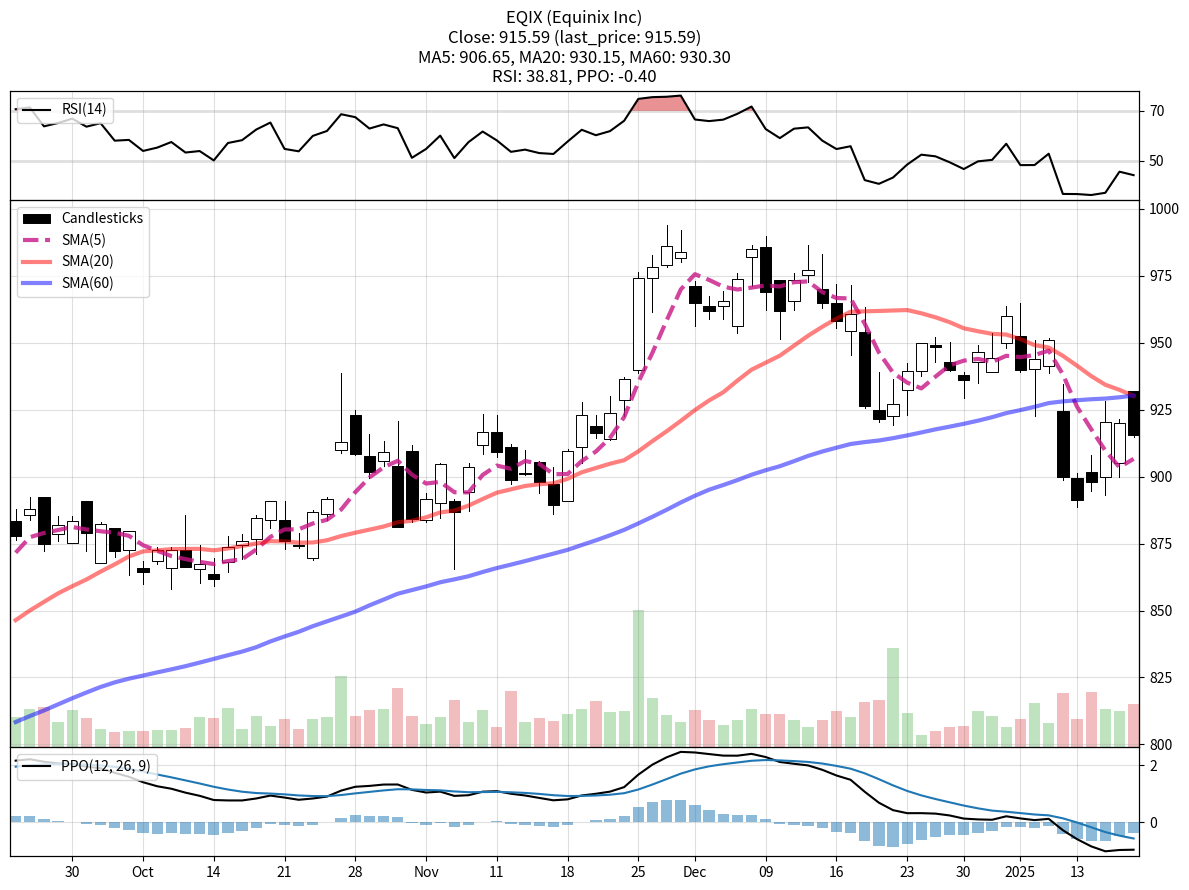 EQIX (Equinix Inc)
Close: 915.59 (last_price: 915.59)
MA5: 906.65, MA20: 930.15, MA60: 930.30
RSI: 38.81, PPO: -0.40
RSI(14)
70
50
Candlesticks
SMA(5)
SMA(20)
SMA(60)
1000
975
950
925
900
875
850
825
800
PPO(12, 26, 9)
2
0
30 Oct 14 21 28 Nov 11 18 25 Dec 09 16 23 30 2025 13